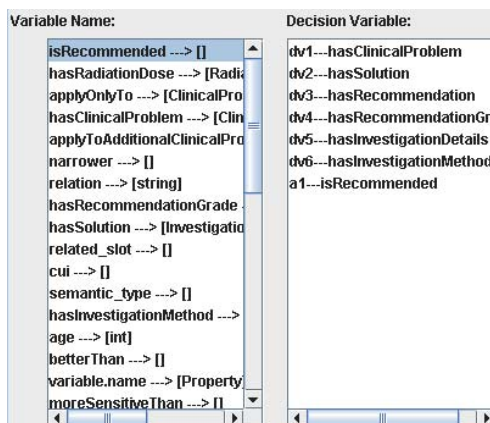 Variable Name:
isRecommended ---> []
hasRadiationDose ---> [Radia
applyOnlyTo ---> [ClinicalPro
hasClinicalProblem ---> [Clin
applyToAdditionalClinicalPro
narrower ---> []
relation ---> [string]
hasRecommendationGrade -
hasSolution ---> [Investigatio
related_slot ---> []
cui ---> []
semantic_type ---> []
hasInvestigationMethod --->
age ---> [int]
betterThan ---> []
variable.name ---> [Property]
moreSensitiveThan ---> []
Decision Variable:
dv1---hasClinicalProblem
dv2---hasSolution
dv3---hasRecommendation
dv4---hasRecommendationGr
dv5---hasInvestigationDetails
dv6---hasInvestigationMethod
a1---isRecommended